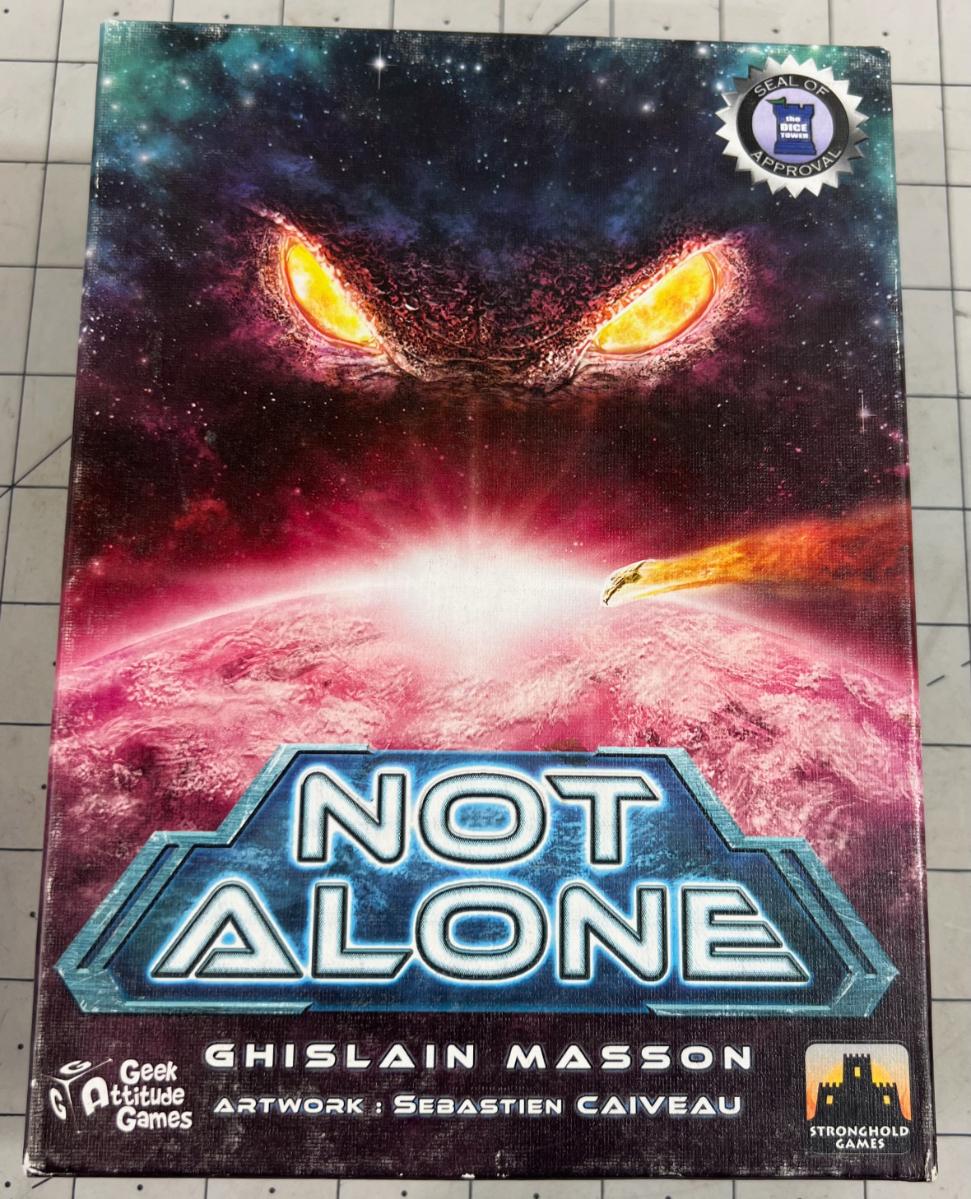 SEAL OF
the
DICE
TOWER
APPROVAL
NOT
ALONE
GHISLAIN MASSON
ARTWORK : SEBASTIEN CAIVEAU
G G
G
Geek
Attitude
Games
STRONGHOLD
GAMES